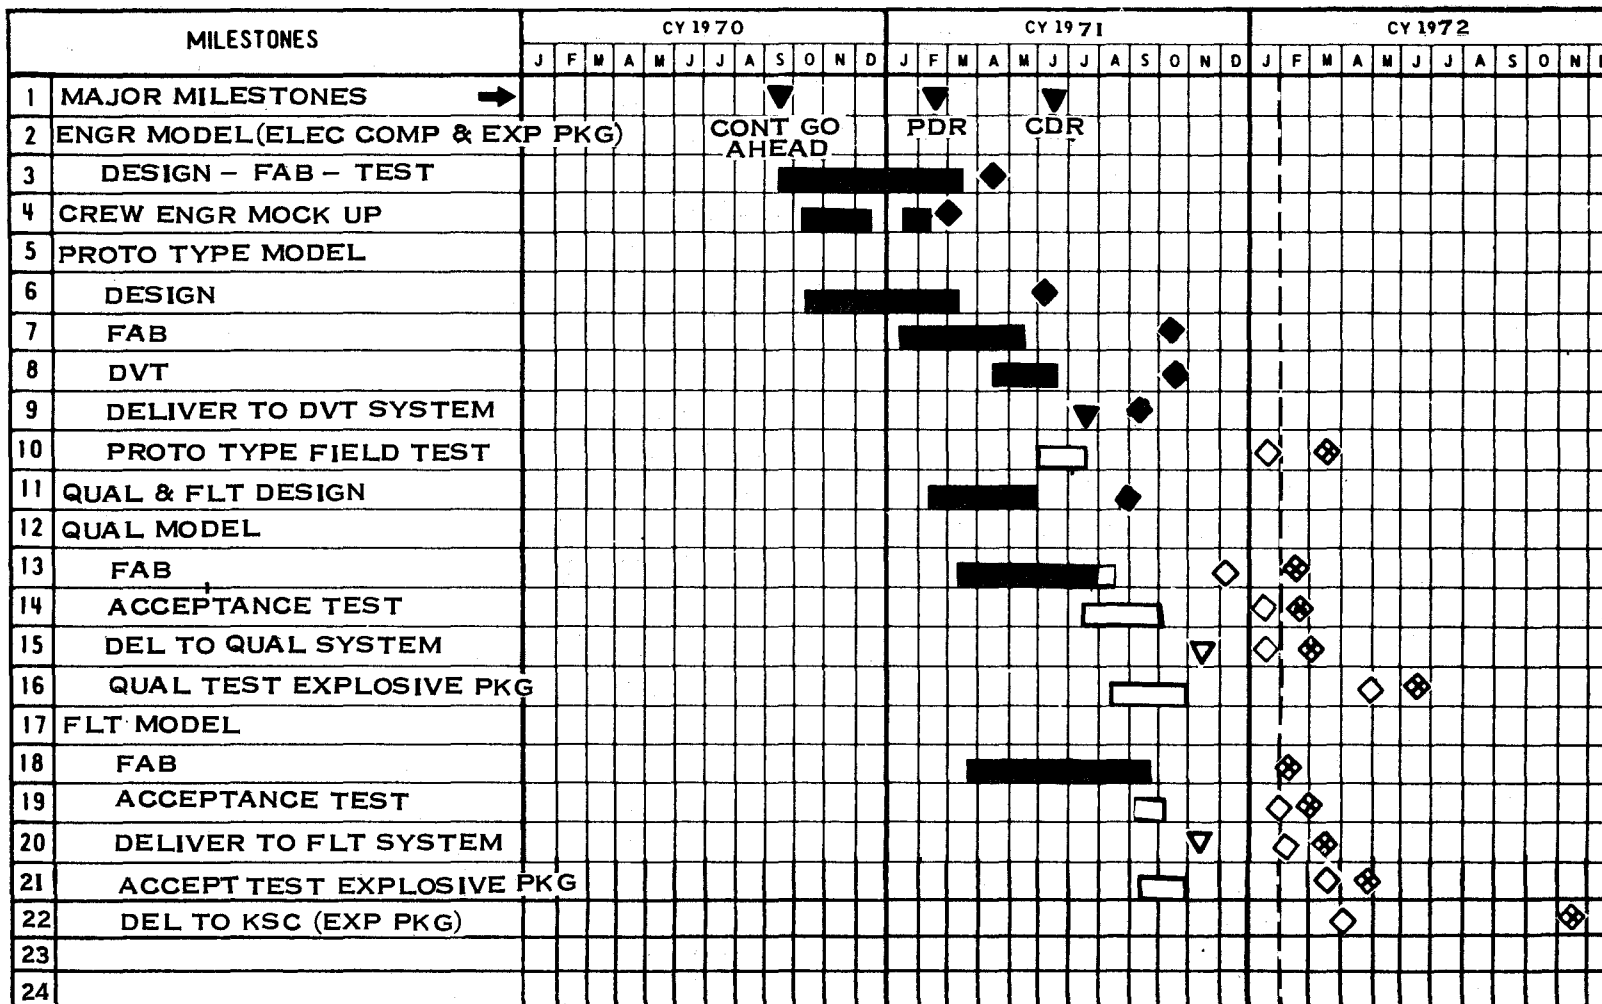 MILESTONES
CY 1970
CY 1971
CY 1972
J F M A M J J A S O N D J F M A M J J A S O N D J F M A M J J A S O N D
1 MAJOR MILESTONES
2 ENGR MODEL(ELEC COMP & EXP PKG)
CONT GO
AHEAD
PDR
CDR
3 DESIGN - FAB - TEST
4 CREW ENGR MOCK UP
5 PROTO TYPE MODEL
6 DESIGN
7 FAB
8 DVT
9 DELIVER TO DVT SYSTEM
10 PROTO TYPE FIELD TEST
11 QUAL & FLT DESIGN
12 QUAL MODEL
13 FAB
14 ACCEPTANCE TEST
15 DEL TO QUAL SYSTEM
16 QUAL TEST EXPLOSIVE PKG
17 FLT MODEL
18 FAB
19 ACCEPTANCE TEST
20 DELIVER TO FLT SYSTEM
21 ACCEPT TEST EXPLOSIVE PKG
22 DEL TO KSC (EXP PKG)
23
24